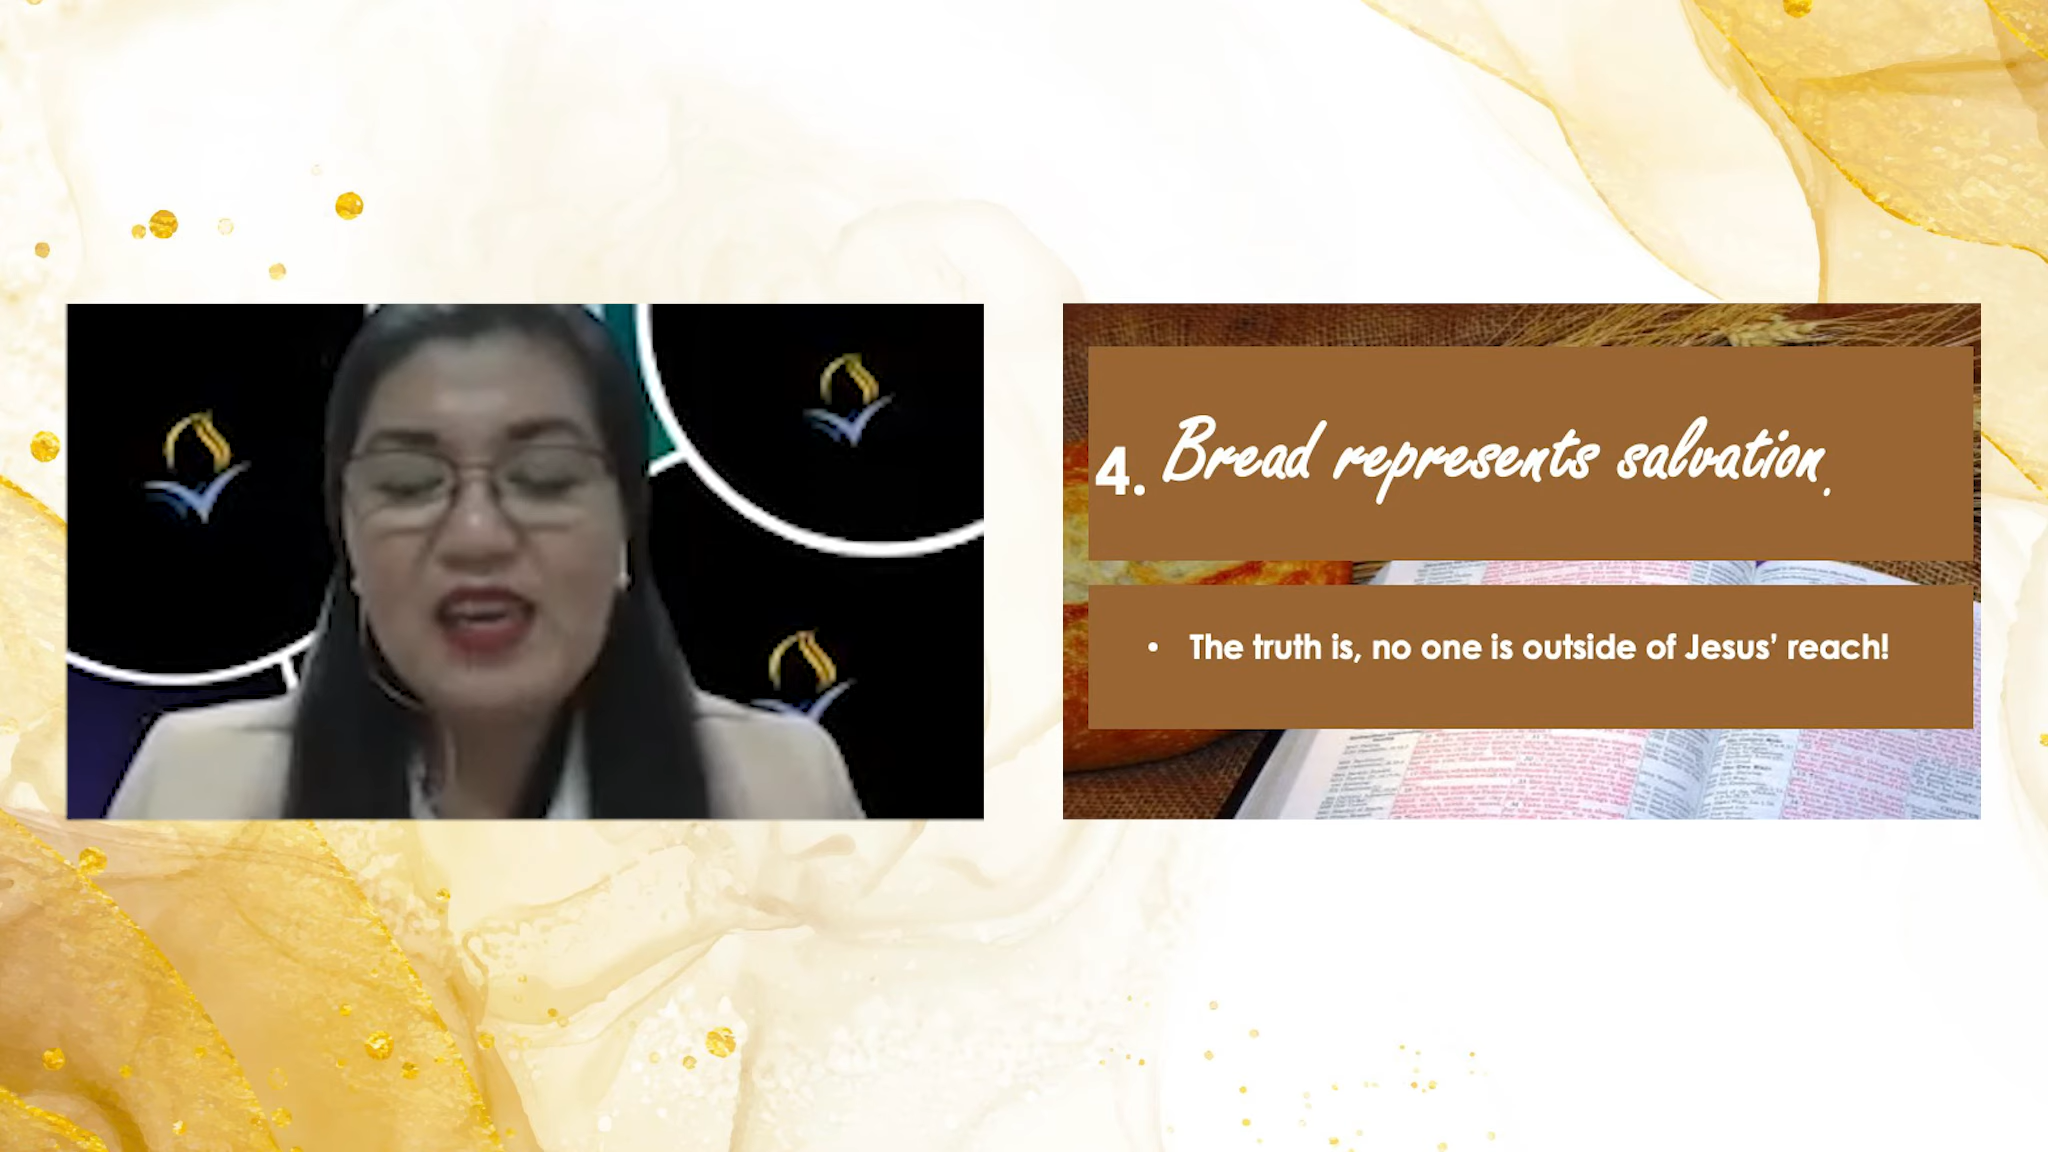 4. Bread represents salvation.
• The truth is, no one is outside of Jesus' reach!